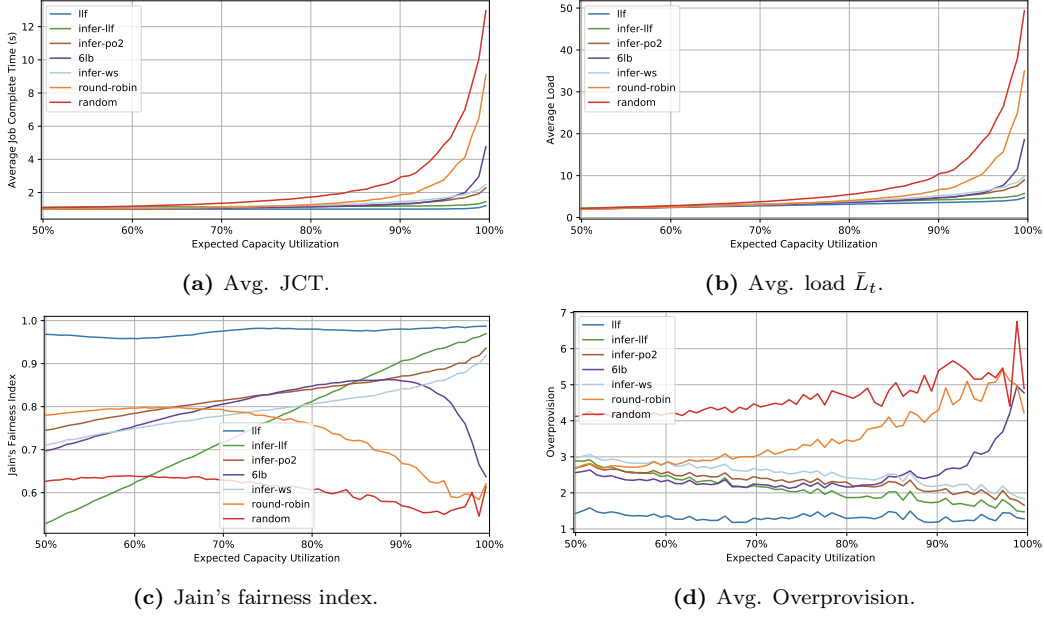 12
10
8
6
4
2
Average Job Complete Time (s)
llf
infer-llf
infer-po2
6lb
infer-ws
round-robin
random
50% 60% 70% 80% 90% 100%
Expected Capacity Utilization
(a) Avg. JCT.
50
40
30
20
10
0
Average Load
llf
infer-llf
infer-po2
6lb
infer-ws
round-robin
random
50% 60% 70% 80% 90% 100%
Expected Capacity Utilization
(b) Avg. load L̄t.
1.0
0.9
0.8
0.7
0.6
Jain's Fairness Index
llf
infer-llf
infer-po2
6lb
infer-ws
round-robin
random
50% 60% 70% 80% 90% 100%
Expected Capacity Utilization
(c) Jain's fairness index.
7
6
5
4
3
2
1
Overprovision
llf
infer-llf
infer-po2
6lb
infer-ws
round-robin
random
50% 60% 70% 80% 90% 100%
Expected Capacity Utilization
(d) Avg. Overprovision.